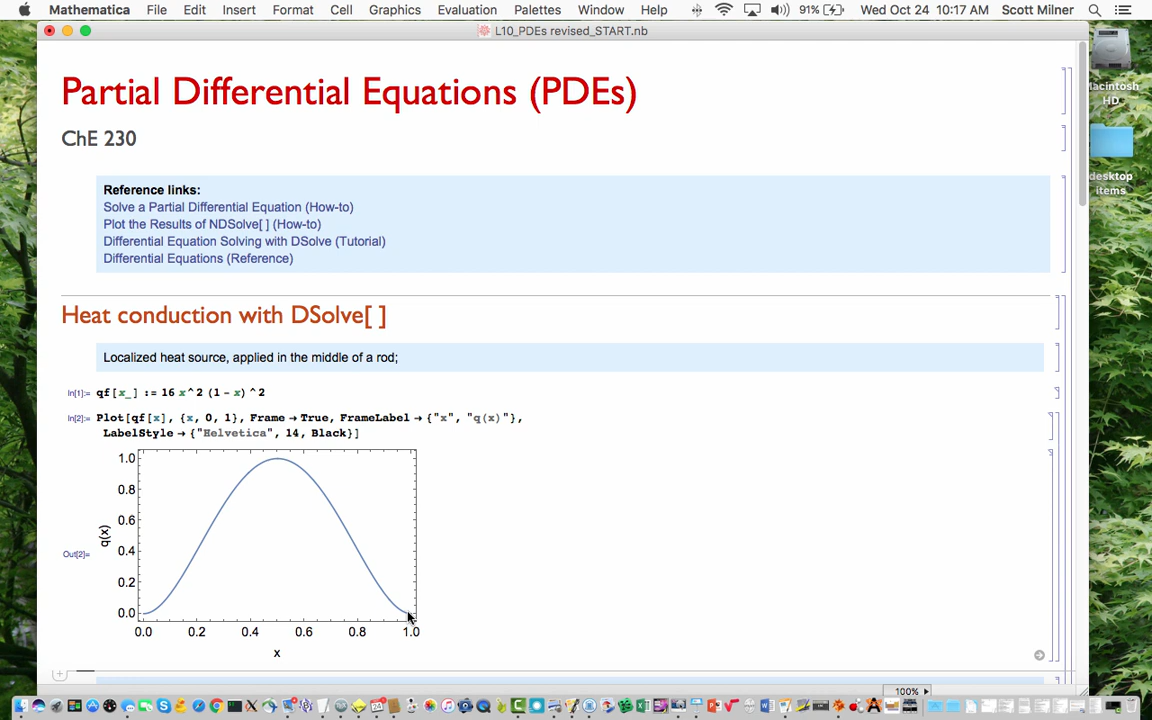 Mathematica File Edit Insert Format Cell Graphics Equations Evaluation Palettes Window Help 91% Wed Oct 24 10:17 AM Scott Milner
L10_PDEs revised_START.nb
Partial Differential Equations (PDEs)
ChE 230
Reference links:
Solve a Partial Differential Equation (How-to)
Plot the Results of NDSolve[ ] (How-to)
Differential Equation Solving with DSolve (Tutorial)
Differential Equations (Reference)
Heat conduction with DSolve[ ]
Localized heat source, applied in the middle of a rod;
In[1]:= qf[x_] := 16 x^2 (1 - x)^2
In[2]:= Plot[qf[x], {x, 0, 1}, Frame → True, FrameLabel → {"x", "q(x)"},
LabelStyle → {"Helvetica", 14, Black}]
Out[2]=
q(x)
1.0
0.8
0.6
0.4
0.2
0.0
0.0 0.2 0.4 0.6 0.8 1.0
x
100%
Macintosh
HD
desktop
items